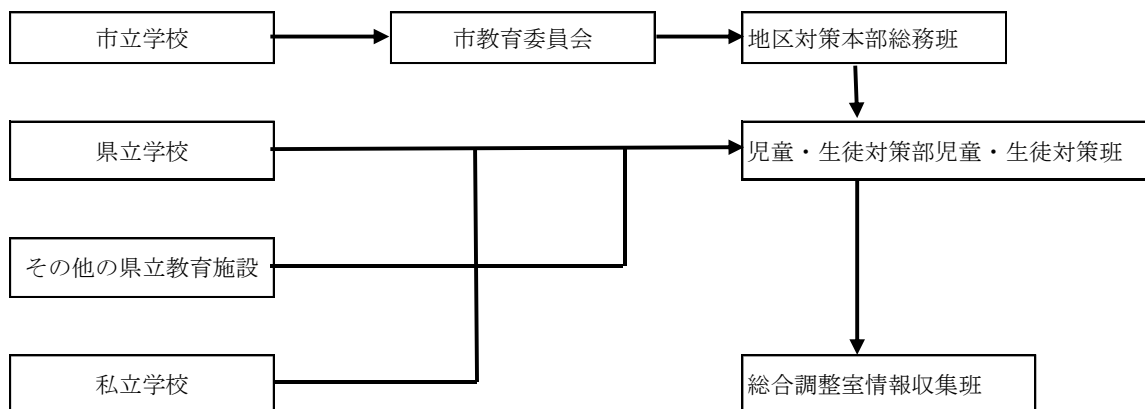 市立学校
市教育委員会
地区対策本部総務班
県立学校
児童・生徒対策部児童・生徒対策班
その他の県立教育施設
私立学校
総合調整室情報収集班